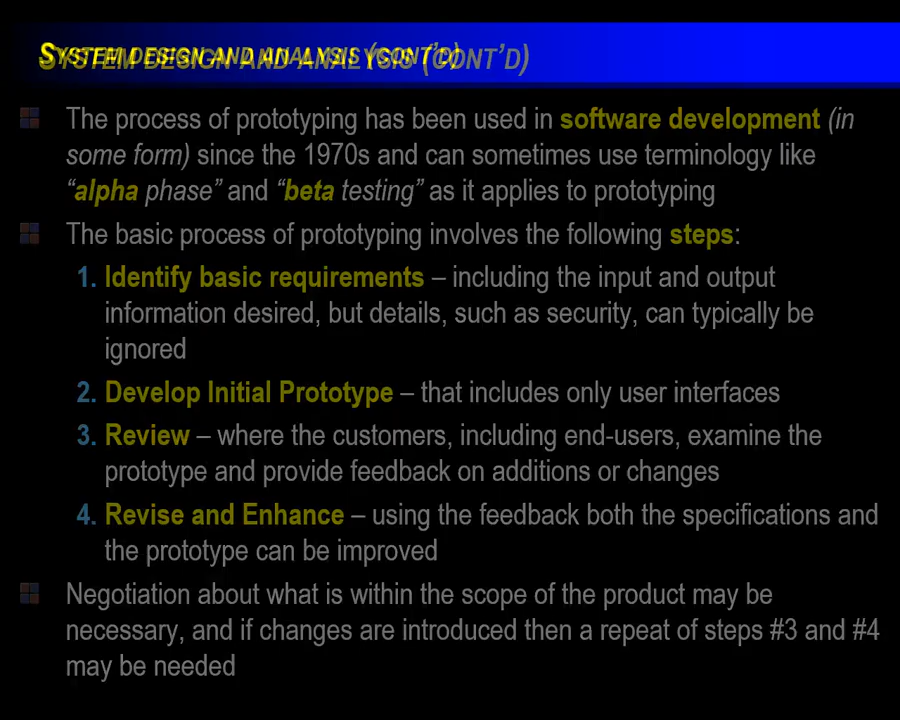 SYSTEM DESIGN AND ANALYSIS (CONT'D)
The process of prototyping has been used in software development (in
some form) since the 1970s and can sometimes use terminology like
“alpha phase” and “beta testing” as it applies to prototyping
The basic process of prototyping involves the following steps:
1. Identify basic requirements – including the input and output
information desired, but details, such as security, can typically be
ignored
2. Develop Initial Prototype – that includes only user interfaces
3. Review – where the customers, including end-users, examine the
prototype and provide feedback on additions or changes
4. Revise and Enhance – using the feedback both the specifications and
the prototype can be improved
Negotiation about what is within the scope of the product may be
necessary, and if changes are introduced then a repeat of steps #3 and #4
may be needed